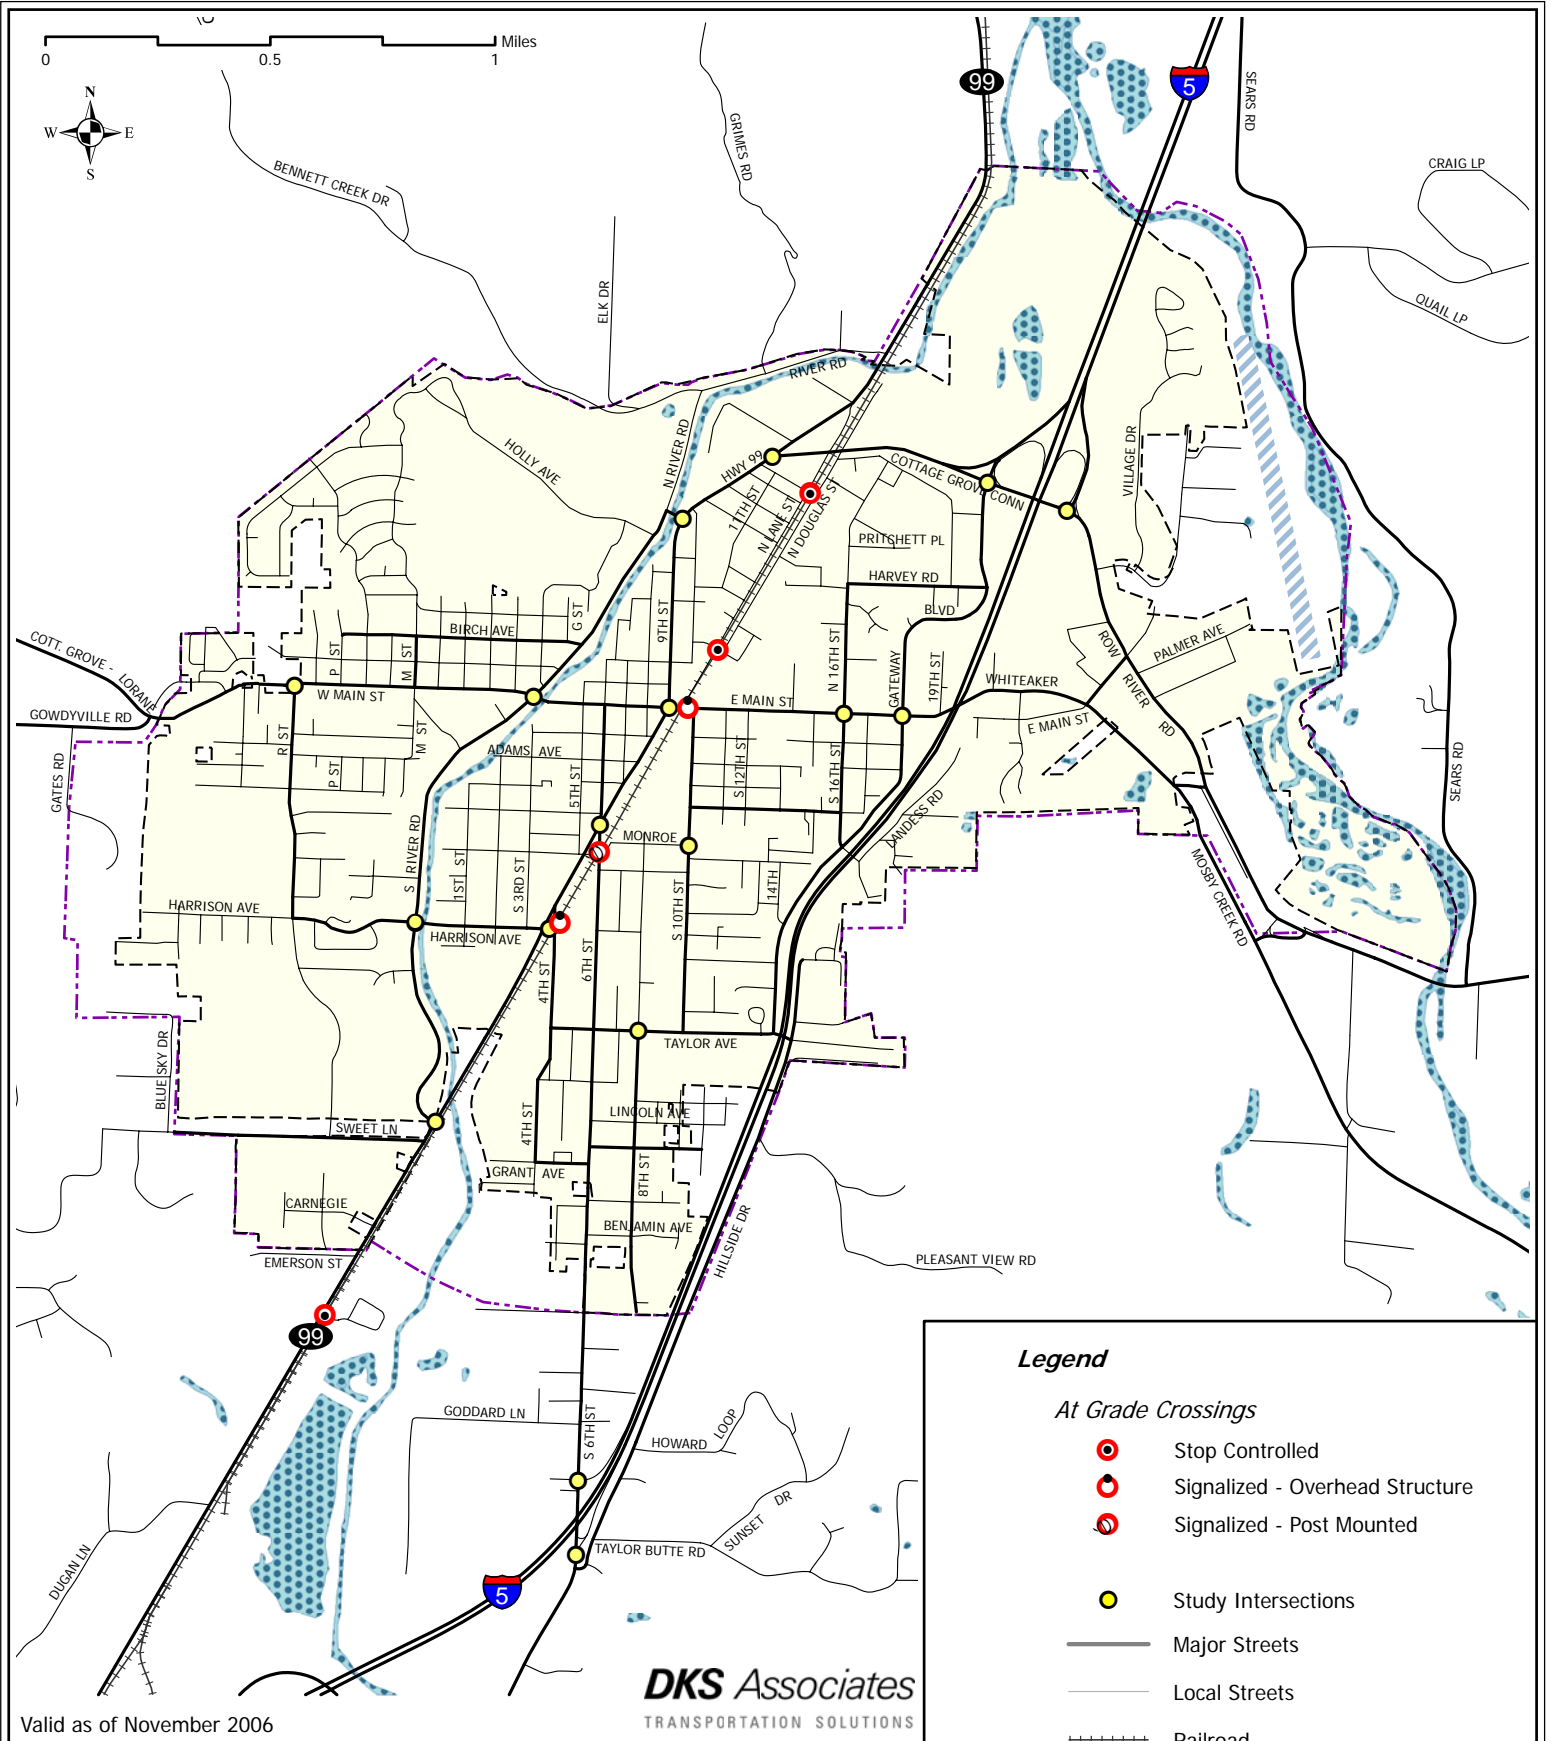 Miles
0
0.5
1
N
W
E
S
99
5
SEARS RD
GRIMES RD
CRAIG LP
BENNETT CREEK DR
ELK DR
QUAIL LP
RIVER RD
N RIVER RD
HOLLY AVE
HWY 99
COTTAGE GROVE CONN
VILLAGE DR
11TH ST
N LANE ST
N DOUGLAS ST
PRITCHETT PL
HARVEY RD
BLVD
G ST
9TH ST
BIRCH AVE
P ST
M ST
N 16TH ST
GATEWAY
19TH ST
ROW
RIVER
RD
PALMER AVE
COTT. GROVE - LORANE
W MAIN ST
E MAIN ST
WHITEAKER
GOWDYVILLE RD
E MAIN ST
R ST
M ST
ADAMS AVE
S 12TH ST
S 16TH ST
GATES RD
P ST
5TH ST
SEARS RD
LANDESS RD
MONROE
S RIVER RD
1ST ST
S 3RD ST
14TH
MOSBY CREEK RD
HARRISON AVE
HARRISON AVE
S 10TH ST
6TH ST
4TH ST
TAYLOR AVE
BLUE SKY DR
LINCOLN AVE
SWEET LN
4TH ST
GRANT AVE
8TH ST
CARNEGIE
BENJAMIN AVE
HILLSIDE DR
EMERSON ST
PLEASANT VIEW RD
99
GODDARD LN
S 6TH ST
HOWARD
LOOP
SUNSET
DR
TAYLOR BUTTE RD
DUGAN LN
5
Legend
At Grade Crossings
Stop Controlled
Signalized - Overhead Structure
Signalized - Post Mounted
Study Intersections
Major Streets
Local Streets
Railroad
DKS Associates
TRANSPORTATION SOLUTIONS
Valid as of November 2006